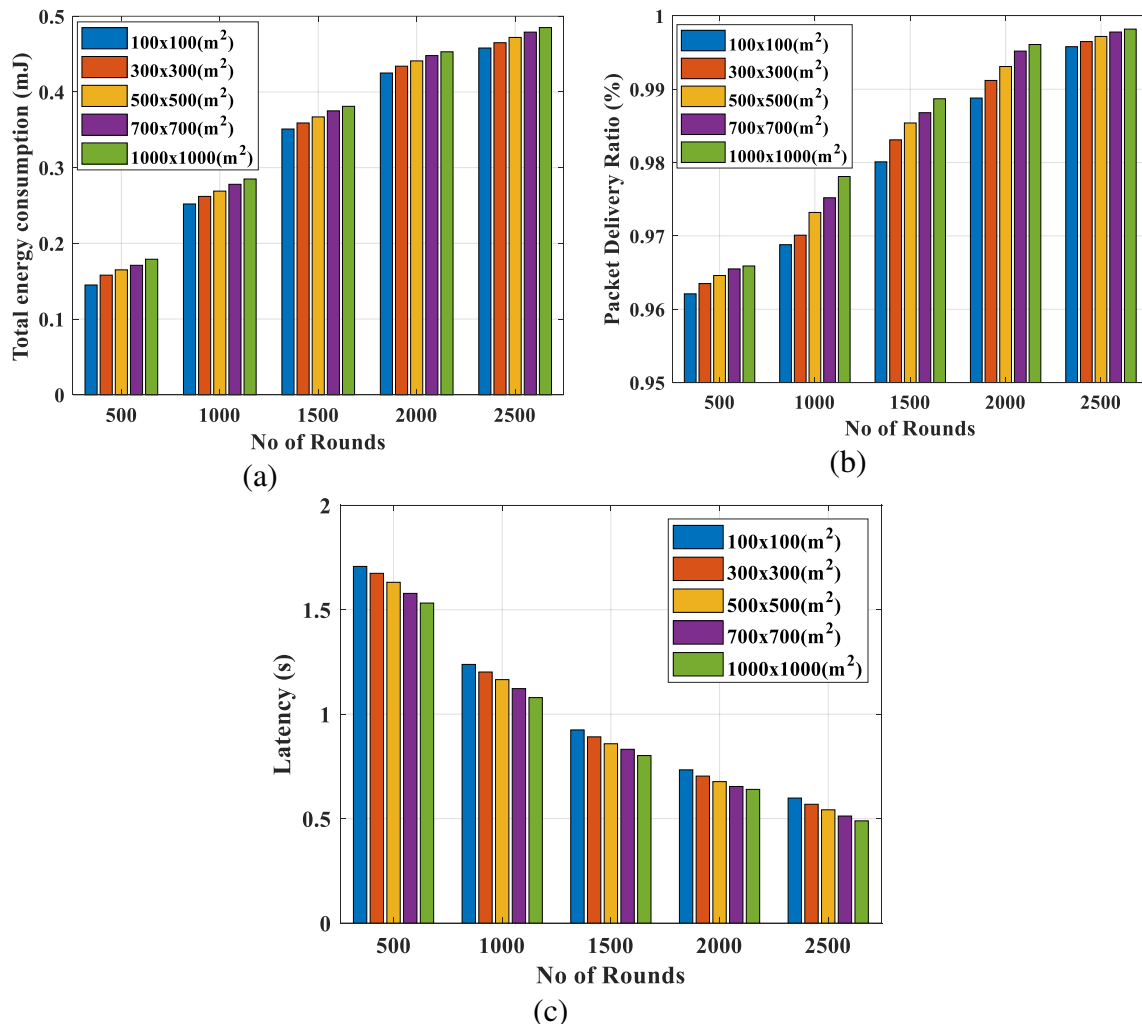 Total energy consumption (mJ)
0.5
0.4
0.3
0.2
0.1
0
100x100(m²)
300x300(m²)
500x500(m²)
700x700(m²)
1000x1000(m²)
500 1000 1500 2000 2500
No of Rounds
(a)
Packet Delivery Ratio (%)
1
0.99
0.98
0.97
0.96
0.95
100x100(m²)
300x300(m²)
500x500(m²)
700x700(m²)
1000x1000(m²)
500 1000 1500 2000 2500
No of Rounds
(b)
Latency (s)
2
1.5
1
0.5
0
100x100(m²)
300x300(m²)
500x500(m²)
700x700(m²)
1000x1000(m²)
500 1000 1500 2000 2500
No of Rounds
(c)